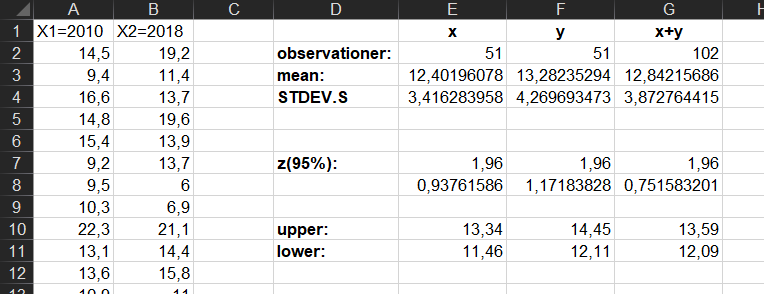 A B C D E F G
1 X1=2010 X2=2018 x y x+y
2 14,5 19,2 observationer: 51 51 102
3 9,4 11,4 mean: 12,40196078 13,28235294 12,84215686
4 16,6 13,7 STDEV.S 3,416283958 4,269693473 3,872764415
5 14,8 19,6
6 15,4 13,9
7 9,2 13,7 z(95%): 1,96 1,96 1,96
8 9,5 6 0,93761586 1,17183828 0,751583201
9 10,3 6,9
10 22,3 21,1 upper: 13,34 14,45 13,59
11 13,1 14,4 lower: 11,46 12,11 12,09
12 13,6 15,8